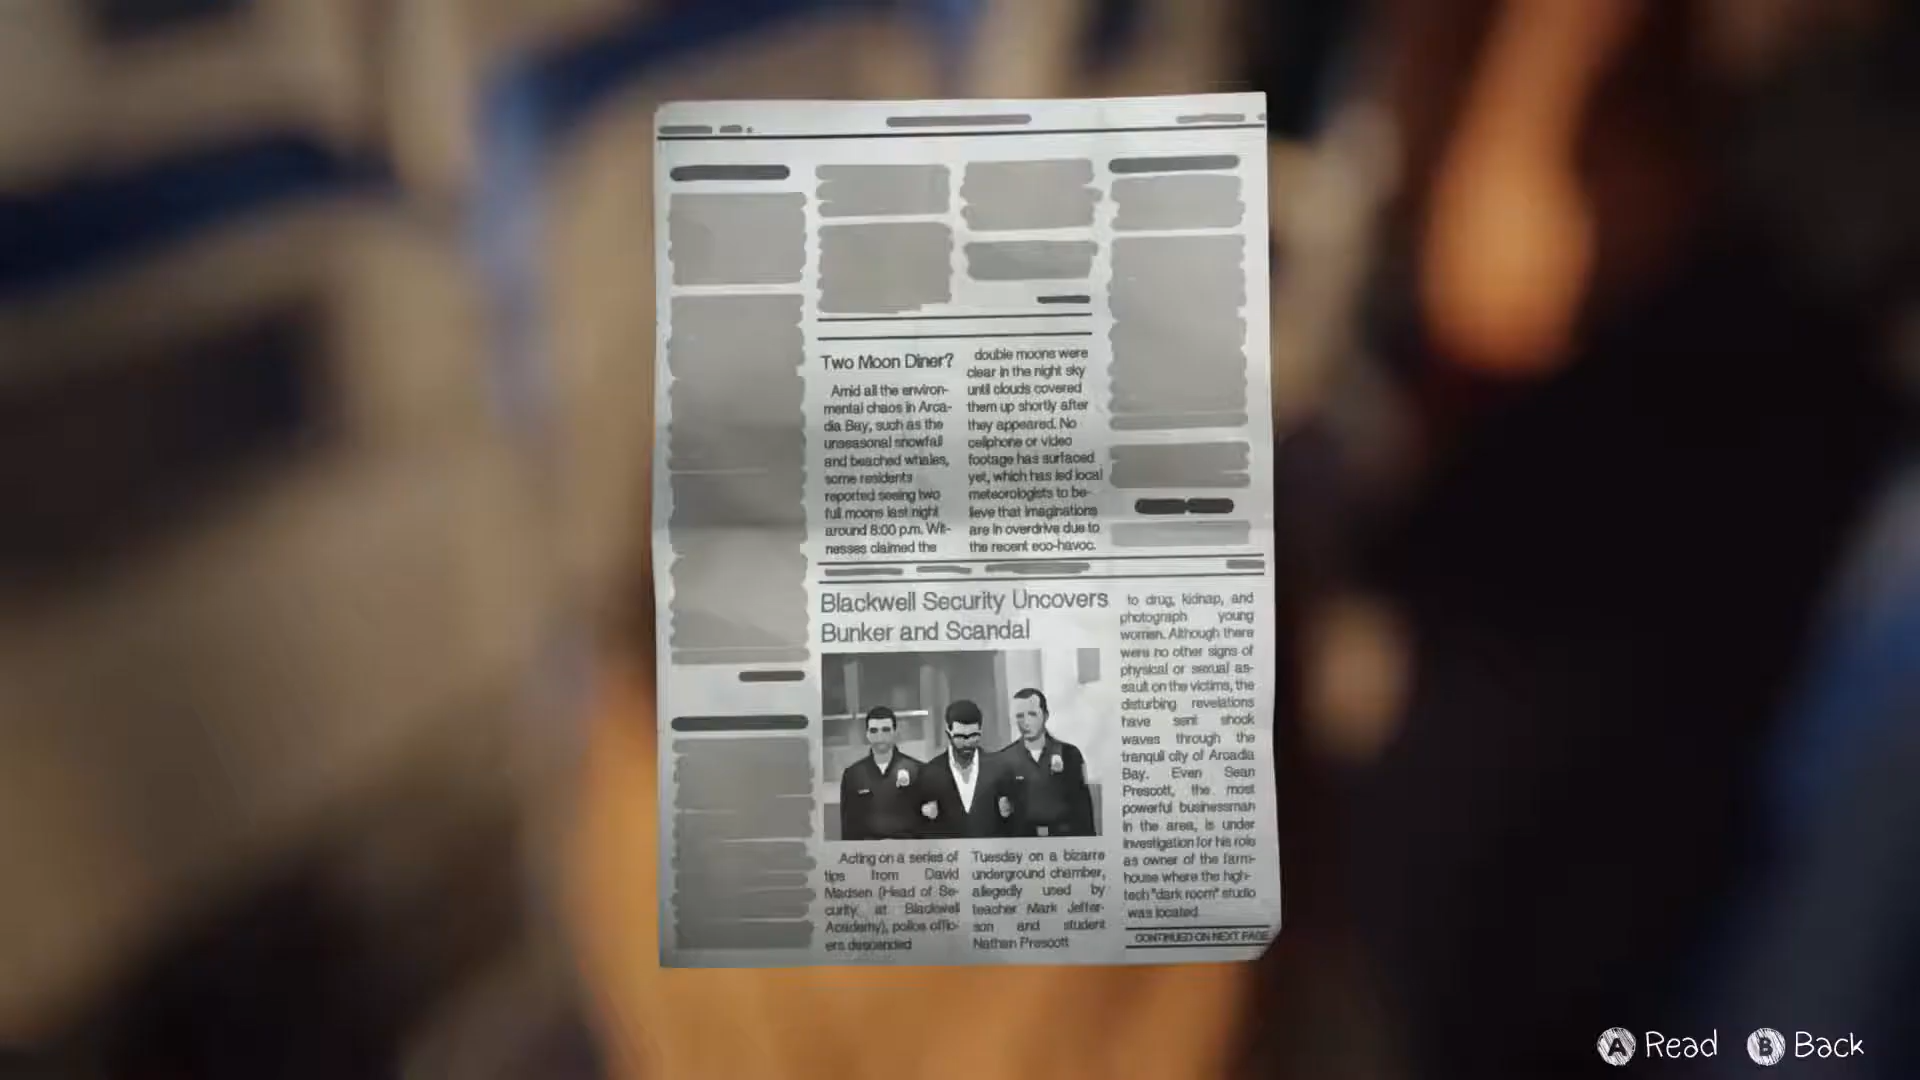 Two Moon Diner?
Amid all the environ-
mental chaos in Arca-
dia Bay, such as the
unseasonal snowfall
and beached whales,
some residents
reported seeing two
full moons last night
around 8:00 p.m. Wit-
nesses claimed the
double moons were
clear in the night sky
until clouds covered
them up shortly after
they appeared. No
cellphone or video
footage has surfaced
yet, which has led local
meteorologists to be-
lieve that imaginations
are in overdrive due to
the recent eco-havoc.
Blackwell Security Uncovers
Bunker and Scandal
Acting on a series of
tips from David
Madsen (Head of Se-
curity at Blackwell
Academy), police offic-
ers descended
Tuesday on a bizarre
underground chamber,
allegedly used by
teacher Mark Jeffer-
son and student
Nathan Prescott
to drug, kidnap, and
photograph young
women. Although there
were no other signs of
physical or sexual as-
sault on the victims, the
disturbing revelations
have sent shock
waves through the
tranquil city of Arcadia
Bay. Even Sean
Prescott, the most
powerful businessman
in the area, is under
investigation for his role
as owner of the farm-
house where the high-
tech "dark room" studio
was located.
CONTINUED ON NEXT PAGE
A Read B Back